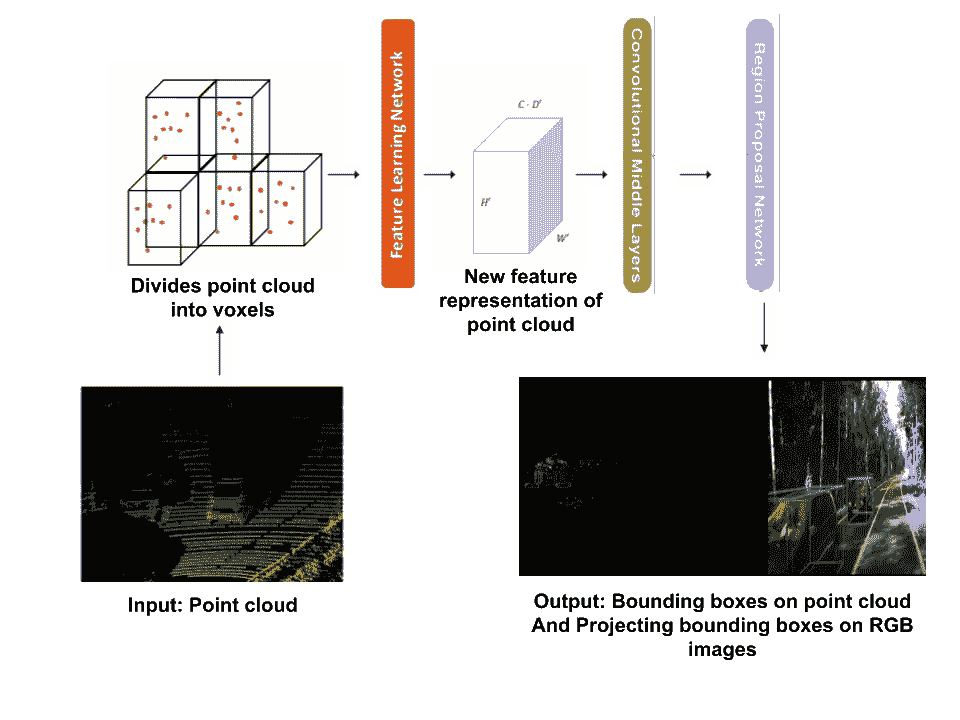 Feature Learning Network
Convolutional Middle Layers
Region Proposal Network
C · D'
H'
W'
Divides point cloud
into voxels
New feature
representation of
point cloud
Input: Point cloud
Output: Bounding boxes on point cloud
And Projecting bounding boxes on RGB
images